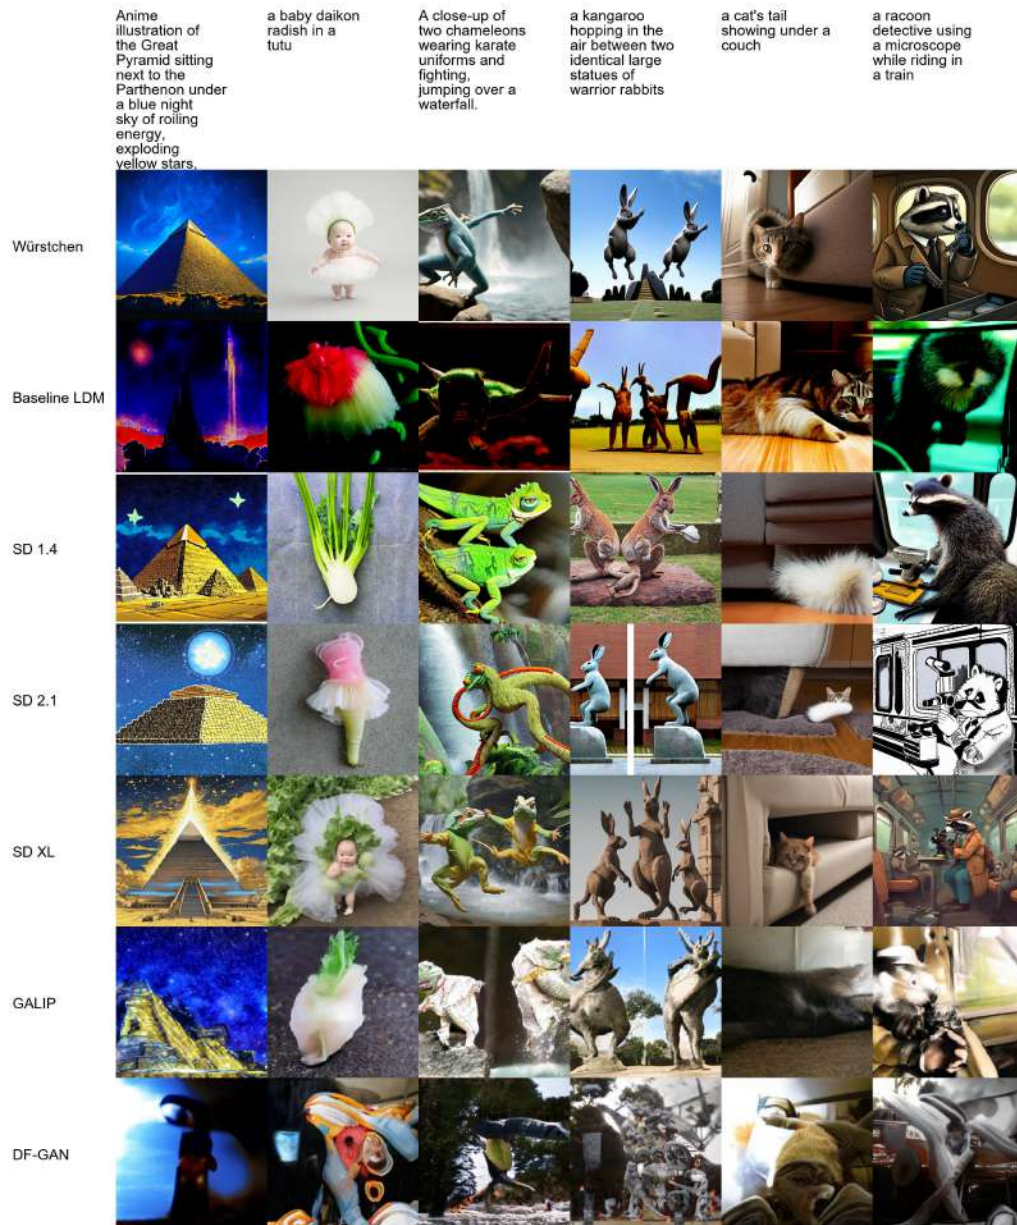 Anime
illustration of
the Great
Pyramid sitting
next to the
Parthenon under
a blue night
sky of roiling
energy,
exploding
yellow stars.
a baby daikon
radish in a
tutu
A close-up of
two chameleons
wearing karate
uniforms and
fighting,
jumping over a
waterfall.
a kangaroo
hopping in the
air between two
identical large
statues of
warrior rabbits
a cat's tail
showing under a
couch
a racoon
detective using
a microscope
while riding in
a train
Würstchen
Baseline LDM
SD 1.4
SD 2.1
SD XL
GALIP
DF-GAN